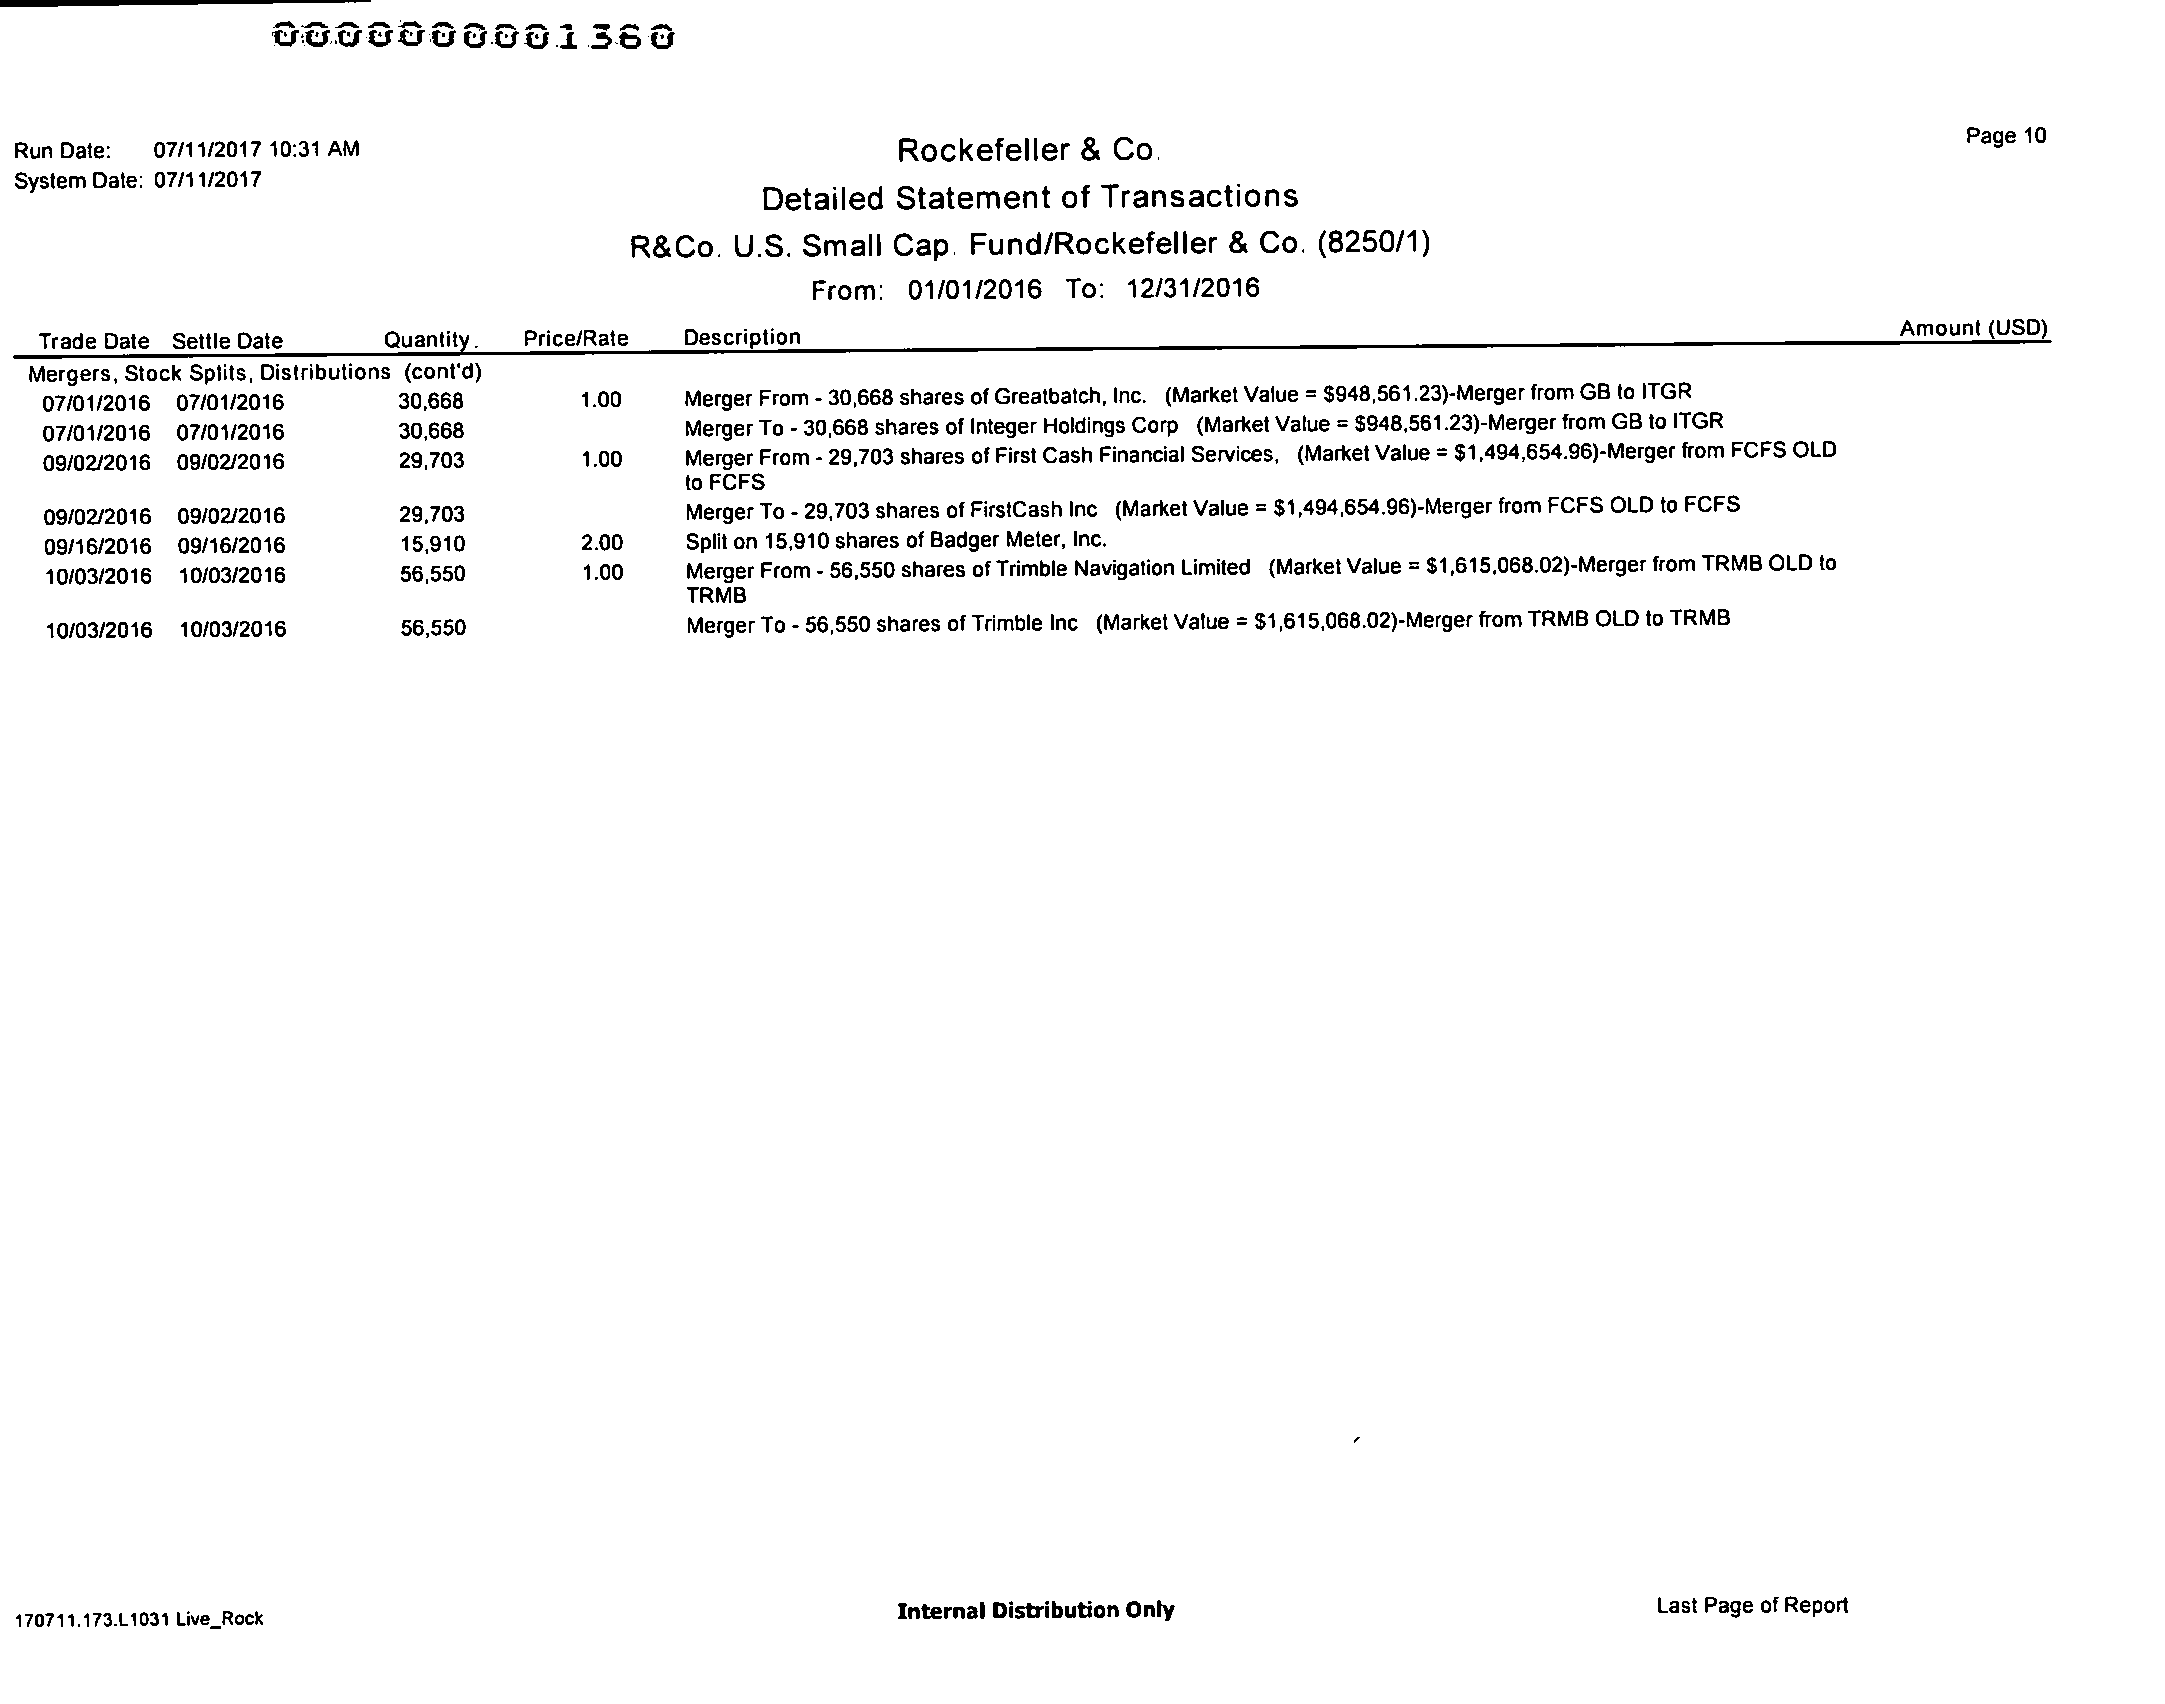 0000000001360
Run Date: 07/11/2017 10:31 AM
System Date: 07/11/2017
Rockefeller & Co.
Page 10
Detailed Statement of Transactions
R&Co. U.S. Small Cap. Fund/Rockefeller & Co. (8250/1)
From: 01/01/2016 To: 12/31/2016
Trade Date Settle Date Quantity. Price/Rate Description Amount (USD)
Mergers, Stock Splits, Distributions (cont'd)
07/01/2016 07/01/2016 30,668 1.00 Merger From - 30,668 shares of Greatbatch, Inc. (Market Value = $948,561.23)-Merger from GB to ITGR
07/01/2016 07/01/2016 30,668 Merger To - 30,668 shares of Integer Holdings Corp (Market Value = $948,561.23)-Merger from GB to ITGR
09/02/2016 09/02/2016 29,703 1.00 Merger From - 29,703 shares of First Cash Financial Services, (Market Value = $1,494,654.96)-Merger from FCFS OLD
to FCFS
09/02/2016 09/02/2016 29,703 Merger To - 29,703 shares of FirstCash Inc (Market Value = $1,494,654.96)-Merger from FCFS OLD to FCFS
09/16/2016 09/16/2016 15,910 2.00 Split on 15,910 shares of Badger Meter, Inc.
10/03/2016 10/03/2016 56,550 1.00 Merger From - 56,550 shares of Trimble Navigation Limited (Market Value = $1,615,068.02)-Merger from TRMB OLD to
TRMB
10/03/2016 10/03/2016 56,550 Merger To - 56,550 shares of Trimble Inc (Market Value = $1,615,068.02)-Merger from TRMB OLD to TRMB
170711.173.L1031 Live_Rock
Internal Distribution Only
Last Page of Report